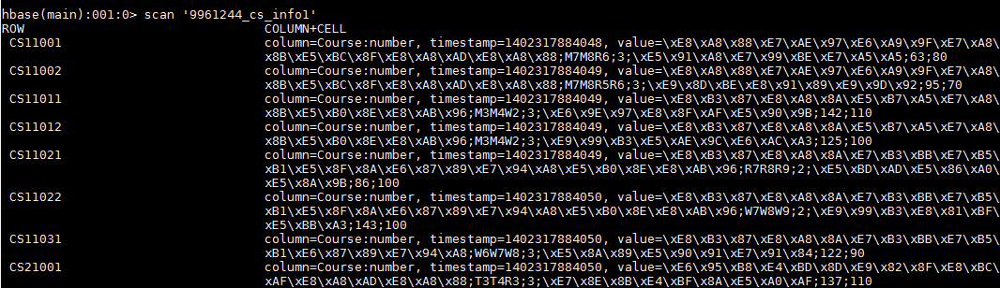 hbase(main):001:0> scan '9961244_cs_info1'
ROW COLUMN+CELL
CS11001 column=Course:number, timestamp=1402317884048, value=\xE8\xA8\x88\xE7\xAE\x97\xE6\xA9\x9F\xE7\xA8\
x8B\xE5\xBC\x8F\xE8\xA8\xAD\xE8\xA8\x88;M7M8R6;3;\xE5\x91\xA8\xE7\x99\xBE\xE7\xA5\xA5;63;80
CS11002 column=Course:number, timestamp=1402317884049, value=\xE8\xA8\x88\xE7\xAE\x97\xE6\xA9\x9F\xE7\xA8\
x8B\xE5\xBC\x8F\xE8\xA8\xAD\xE8\xA8\x88;M7M8R5R6;3;\xE9\x8D\xBE\xE8\x91\x89\xE9\x9D\x92;95;70
CS11011 column=Course:number, timestamp=1402317884049, value=\xE8\xB3\x87\xE8\xA8\x8A\xE5\xB7\xA5\xE7\xA8\
x8B\xE5\xB0\x8E\xE8\xAB\x96;M3M4W2;3;\xE6\x9E\x97\xE8\x8F\xAF\xE5\x90\x9B;142;110
CS11012 column=Course:number, timestamp=1402317884049, value=\xE8\xB3\x87\xE8\xA8\x8A\xE5\xB7\xA5\xE7\xA8\
x8B\xE5\xB0\x8E\xE8\xAB\x96;M3M4W2;3;\xE9\x99\xB3\xE5\xAE\x9C\xE6\xAC\xA3;125;100
CS11021 column=Course:number, timestamp=1402317884049, value=\xE8\xB3\x87\xE8\xA8\x8A\xE7\xB3\xBB\xE7\xB5\
xB1\xE5\x8F\x8A\xE6\x87\x89\xE7\x94\xA8\xE5\xB0\x8E\xE8\xAB\x96;R7R8R9;2;\xE5\xBD\xAD\xE5\x86\xA0\
xE5\x8A\x9B;86;100
CS11022 column=Course:number, timestamp=1402317884050, value=\xE8\xB3\x87\xE8\xA8\x8A\xE7\xB3\xBB\xE7\xB5\
xB1\xE5\x8F\x8A\xE6\x87\x89\xE7\x94\xA8\xE5\xB0\x8E\xE8\xAB\x96;W7W8W9;2;\xE9\x99\xB3\xE8\x81\xBF\
xE5\xBB\xA3;143;100
CS11031 column=Course:number, timestamp=1402317884050, value=\xE8\xB3\x87\xE8\xA8\x8A\xE7\xB3\xBB\xE7\xB5\
xB1\xE6\x87\x89\xE7\x94\xA8;W6W7W8;3;\xE5\x8A\x89\xE5\x90\x91\xE7\x91\x84;122;90
CS21001 column=Course:number, timestamp=1402317884050, value=\xE6\x95\xB8\xE4\xBD\x8D\xE9\x82\x8F\xE8\xBC\
xAF\xE8\xA8\xAD\xE8\xA8\x88;T3T4R3;3;\xE7\x8E\x8B\xE4\xBF\x8A\xE5\xA0\xAF;137;110